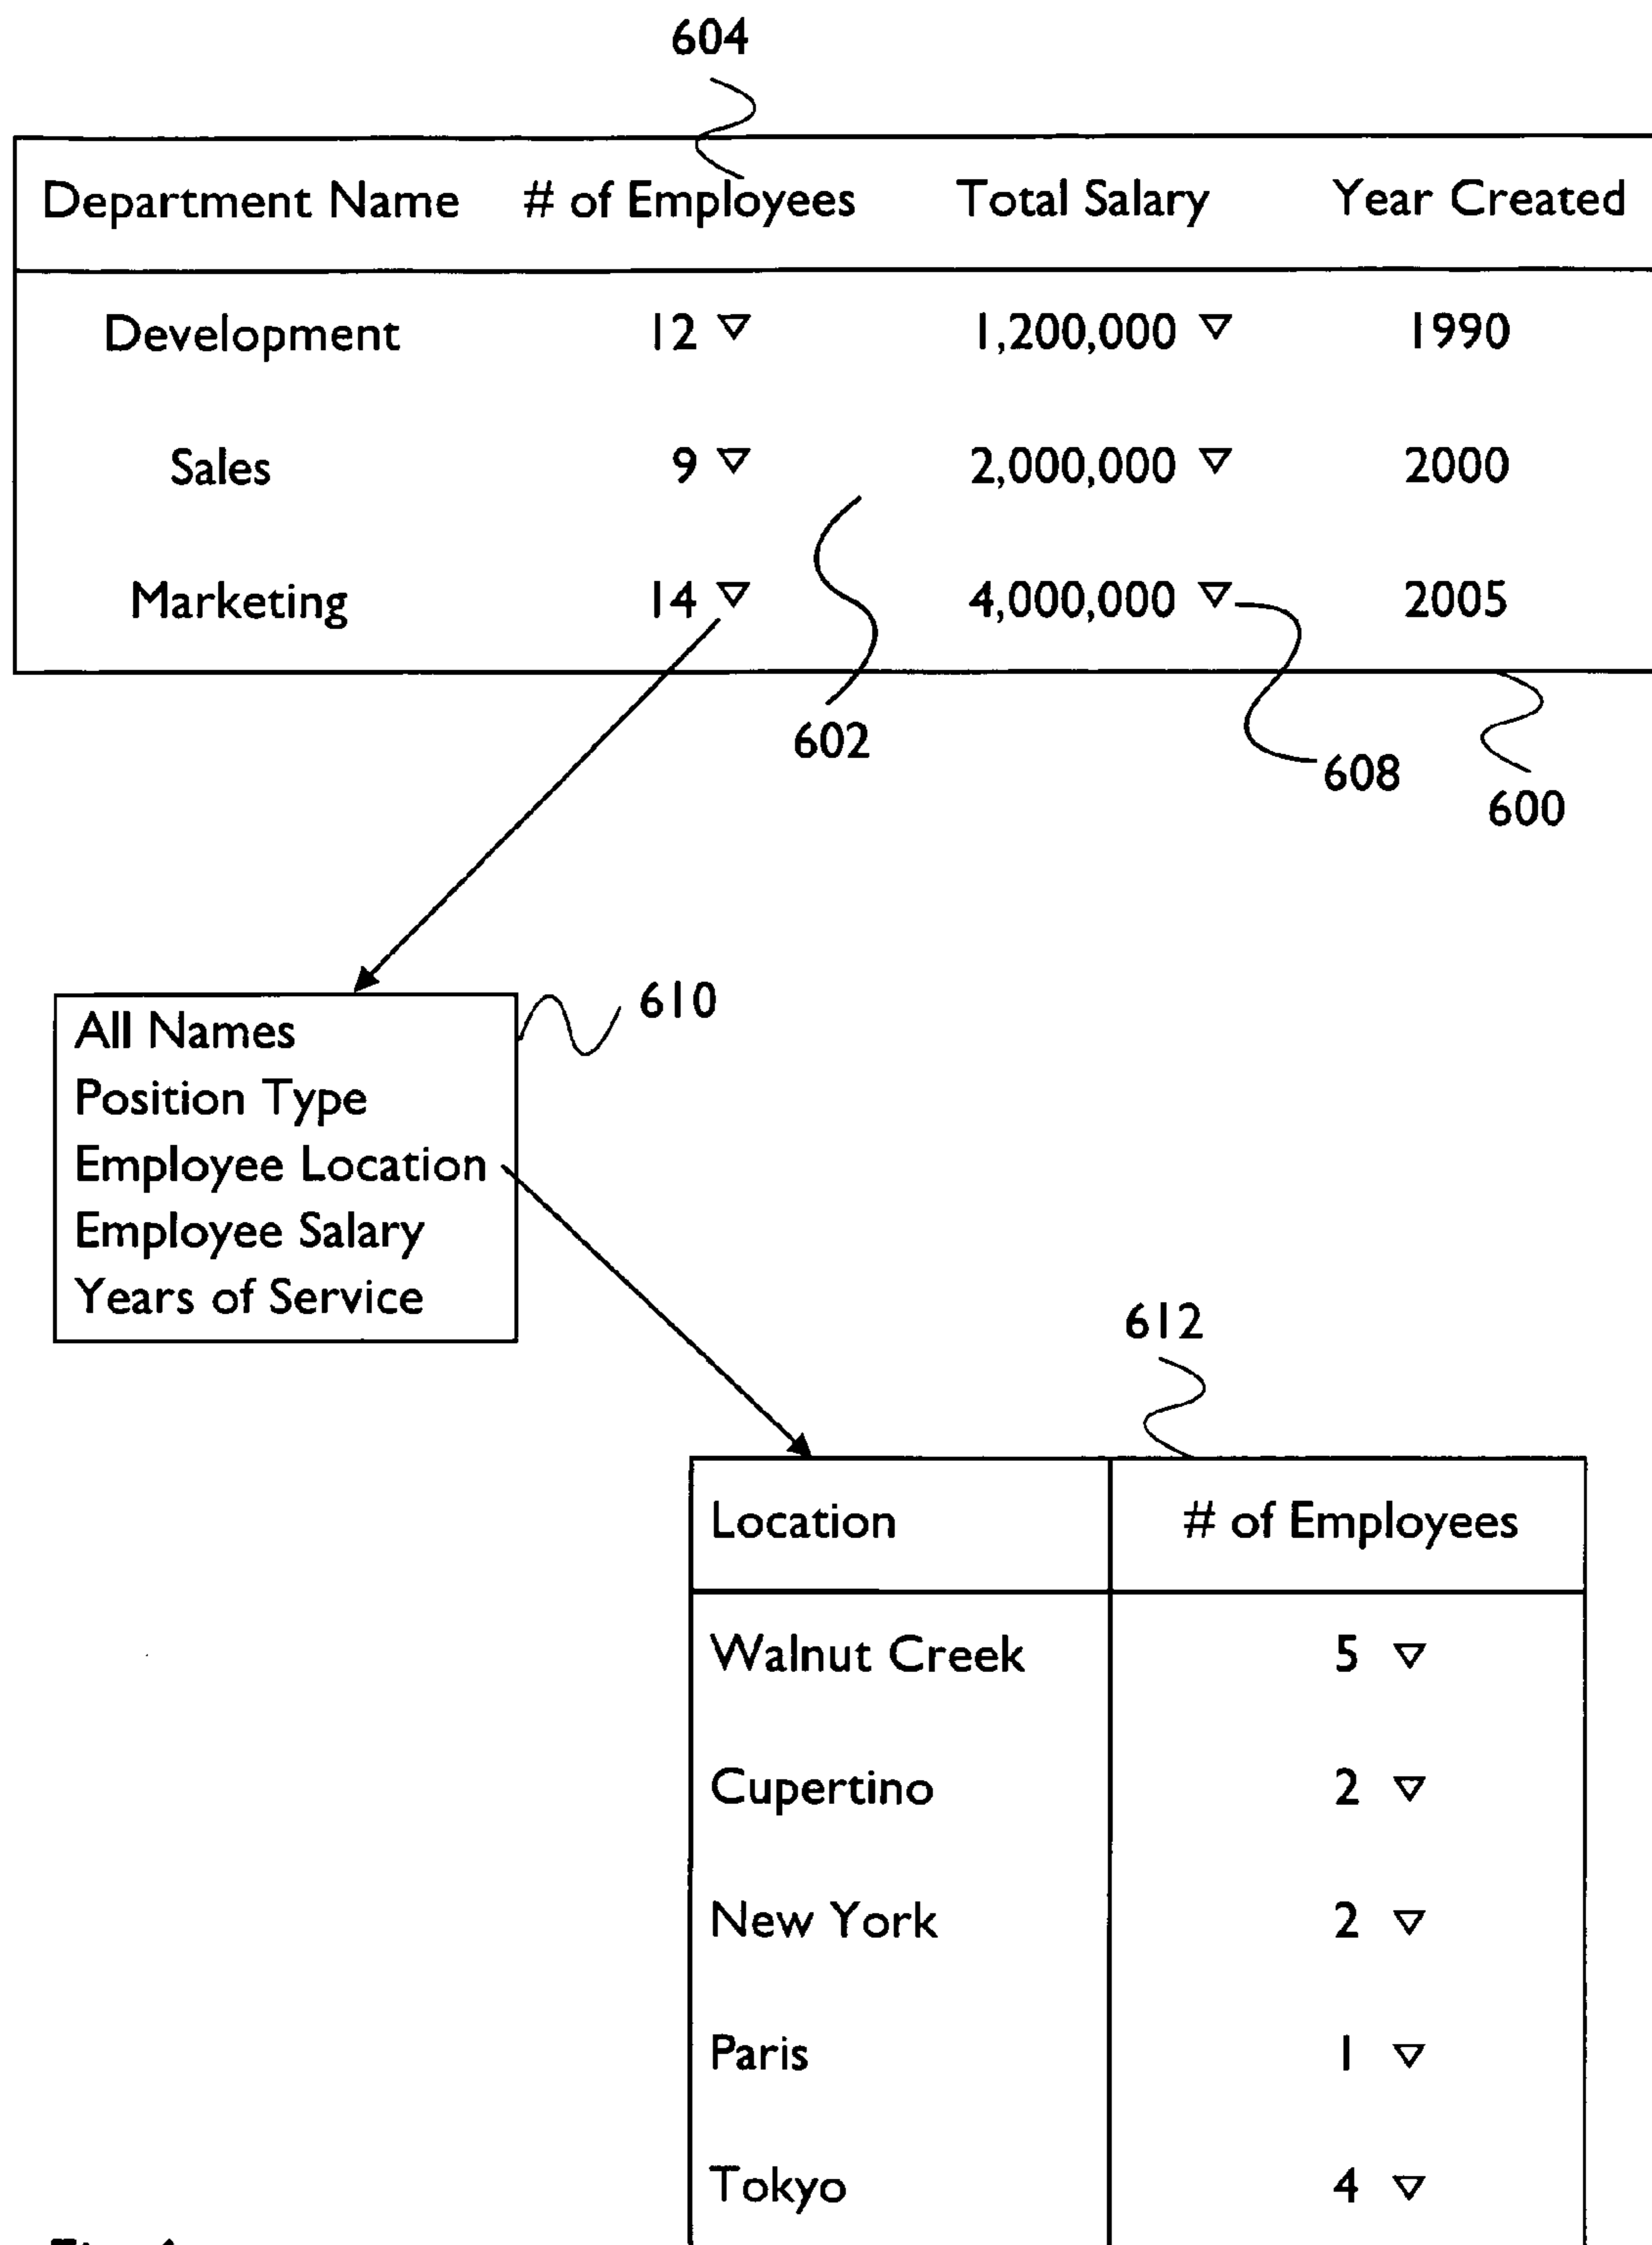 604
Department Name # of Employees Total Salary Year Created
Development 12 ▽ 1,200,000 ▽ 1990
Sales 9 ▽ 2,000,000 ▽ 2000
Marketing 14 ▽ 4,000,000 ▽ 2005
602
608
600
610
All Names
Position Type
Employee Location
Employee Salary
Years of Service
612
Location # of Employees
Walnut Creek 5 ▽
Cupertino 2 ▽
New York 2 ▽
Paris 1 ▽
Tokyo 4 ▽